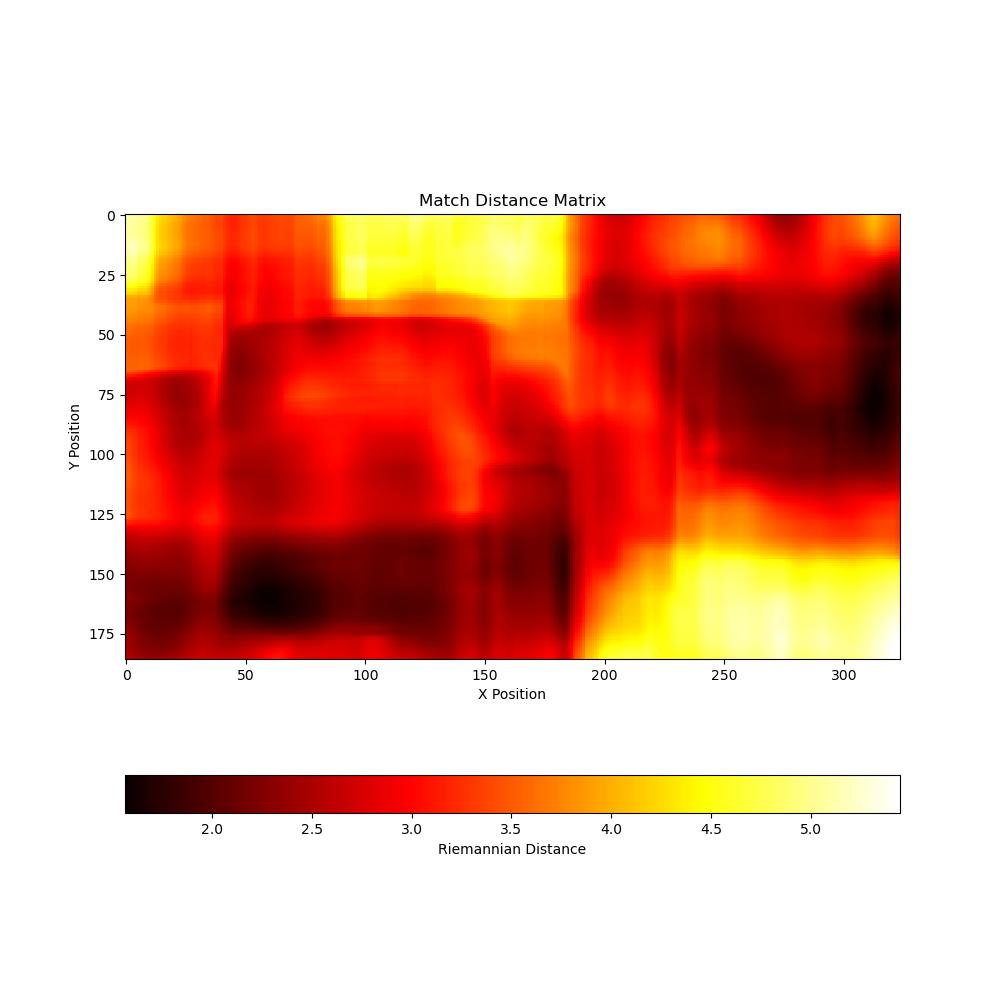 Match Distance Matrix
0
25
50
75
100
125
150
175
Y Position
0 50 100 150 200 250 300
X Position
2.0 2.5 3.0 3.5 4.0 4.5 5.0
Riemannian Distance